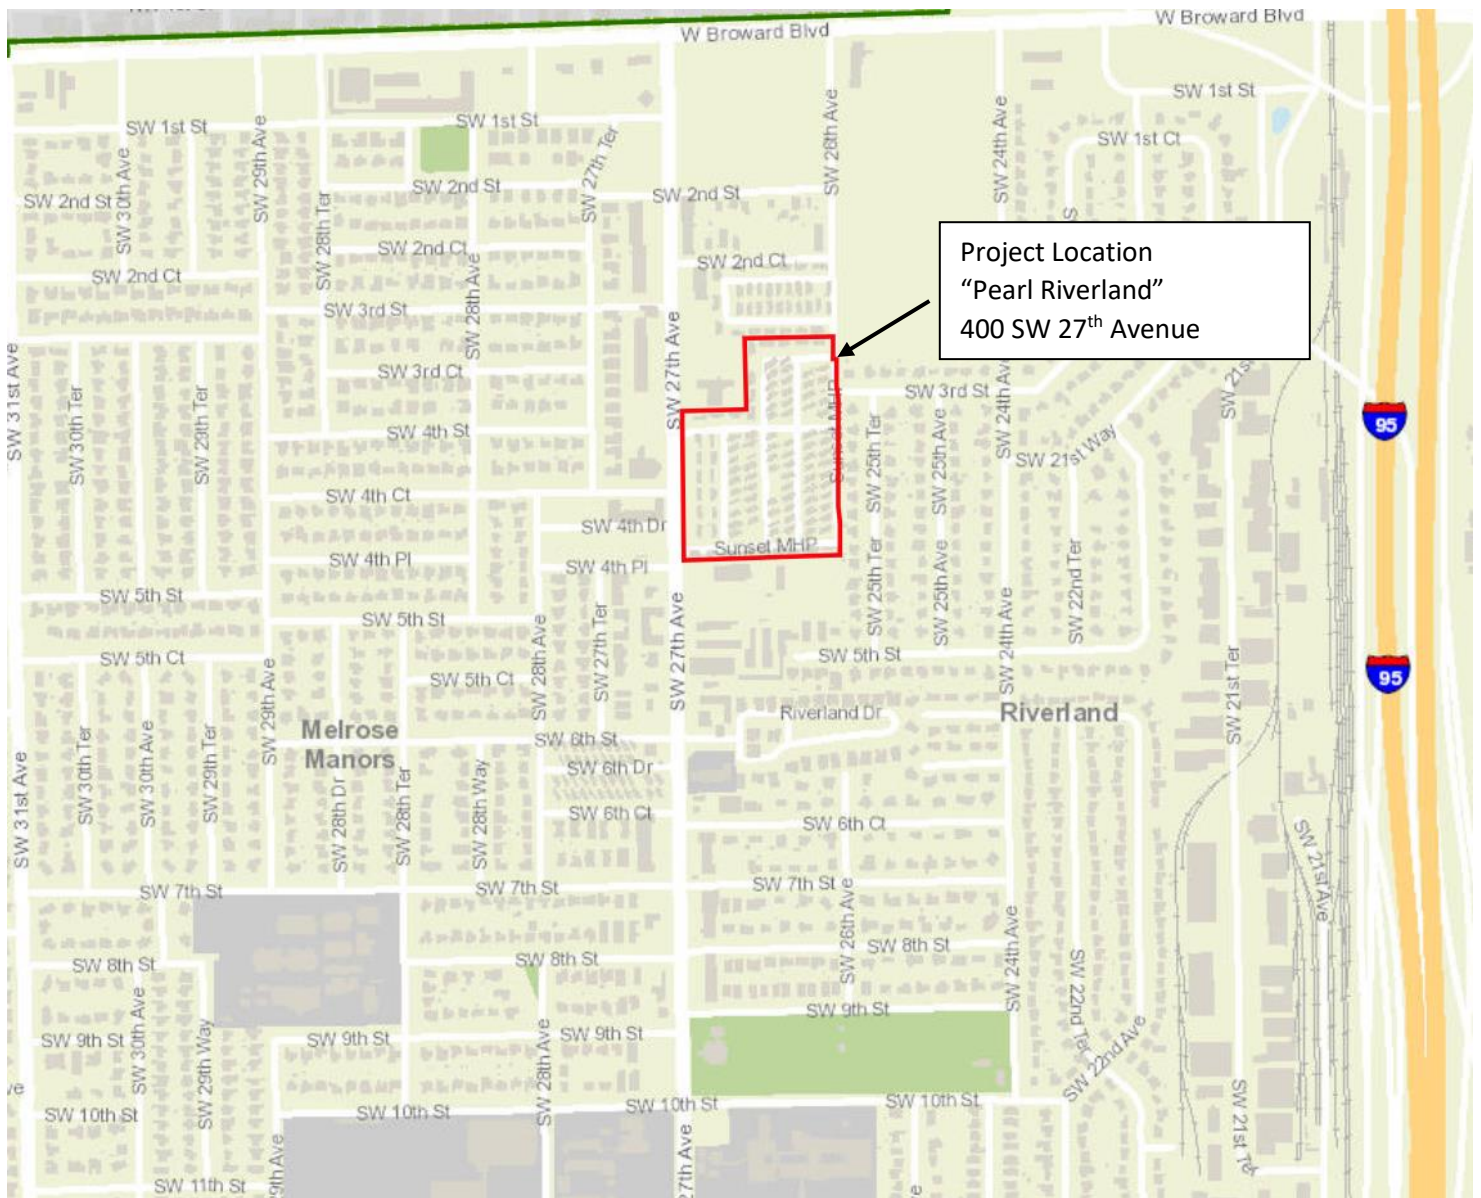 W Broward Blvd
W Broward Blvd
SW 1st St
SW 1st St
SW 1st St
SW 1st Ct
SW 30th Ave
SW 29th Ave
SW 28th Ter
SW 27th Ter
SW 26th Ave
SW 24th Ave
SW 2nd St
SW 2nd St
SW 2nd St
SW 2nd Ct
SW 2nd Ct
SW 2nd Ct
Project Location
“Pearl Riverland”
400 SW 27th Avenue
SW 28th Ave
SW 3rd St
SW 27th Ave
SW 31st Ave
SW 30th Ter
SW 29th Ter
SW 3rd Ct
SW 3rd St
SW 24th Ave
SW 21st
Sunset MHP
SW 25th Ter
SW 25th Ave
SW 4th St
SW 21st Way
95
SW 4th Ct
SW 4th Dr
Sunset MHP
SW 4th Pl
SW 4th Pl
SW 25th Ter
SW 25th Ave
SW 22nd Ter
SW 5th St
SW 5th St
SW 27th Ave
SW 28th Ave
SW 27th Ter
SW 24th Ave
SW 5th St
SW 5th Ct
SW 5th Ct
SW 29th Ave
SW 21st Ter
95
Melrose
Manors
Riverland Dr
Riverland
SW 6th St
SW 6th Dr
SW 6th Ct
SW 6th Ct
SW 31st Ave
SW 30th Ter
SW 30th Ave
SW 29th Ter
SW 28th Dr
SW 28th Ter
SW 28th Way
SW 21st Ave
SW 7th St
SW 7th St
SW 7th St
SW 26th Ave
SW 24th Ave
SW 8th St
SW 8th St
SW 8th St
SW 22nd Ter
SW 9th St
SW 9th St
SW 9th St
SW 9th St
SW 30th Ave
SW 29th Way
SW 28th Ave
SW 22nd Ave
SW 10th St
SW 10th St
SW 10th St
SW 10th St
SW 21st Te
SW 11th St
29th Ave
27th Ave